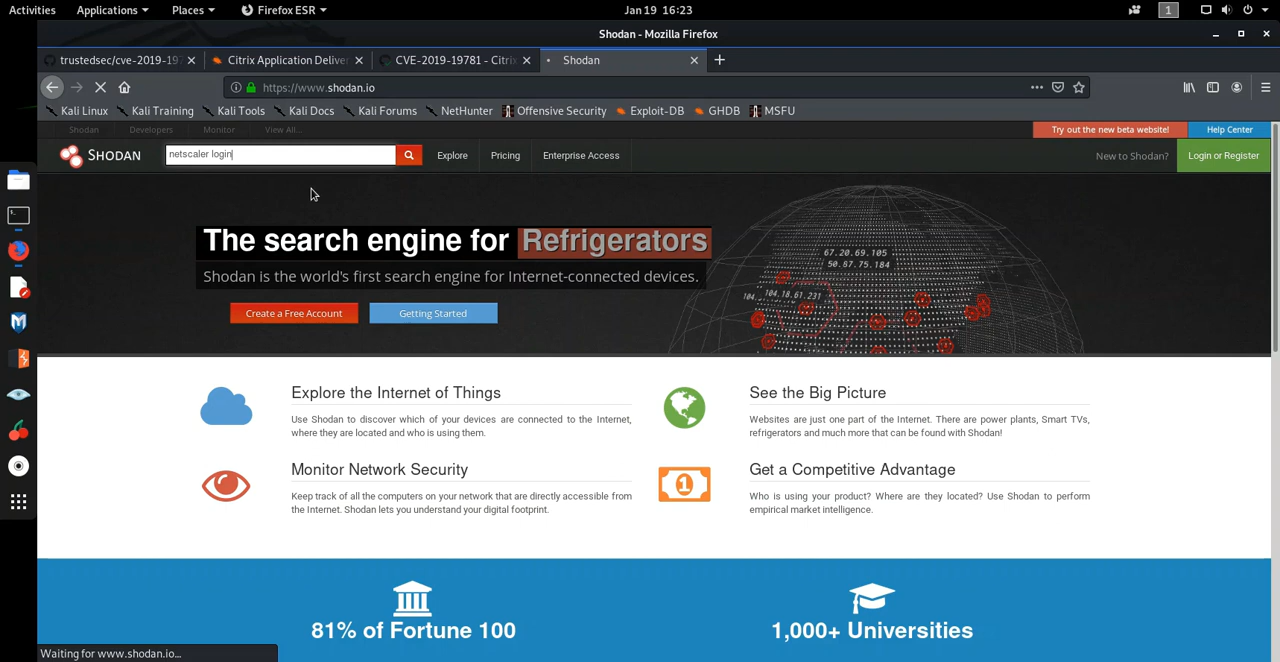 Activities Applications Places Firefox ESR Jan 19 16:23 1
Shodan - Mozilla Firefox
trustedsec/cve-2019-197 Citrix Application Deliver CVE-2019-19781 - Citrix Shodan
https://www.shodan.io
Kali Linux Kali Training Kali Tools Kali Docs Kali Forums NetHunter Offensive Security Exploit-DB GHDB MSFU
Shodan Developers Monitor View All... Try out the new beta website! Help Center
SHODAN netscaler login Explore Pricing Enterprise Access New to Shodan? Login or Register
The search engine for Refrigerators
Shodan is the world's first search engine for Internet-connected devices.
67.20.69.105
50.87.75.184
104. 104.18.61.231
Create a Free Account Getting Started
Explore the Internet of Things
Use Shodan to discover which of your devices are connected to the Internet,
where they are located and who is using them.
See the Big Picture
Websites are just one part of the Internet. There are power plants, Smart TVs,
refrigerators and much more that can be found with Shodan!
Monitor Network Security
Keep track of all the computers on your network that are directly accessible from
the Internet. Shodan lets you understand your digital footprint.
Get a Competitive Advantage
Who is using your product? Where are they located? Use Shodan to perform
empirical market intelligence.
81% of Fortune 100
1,000+ Universities
Waiting for www.shodan.io...